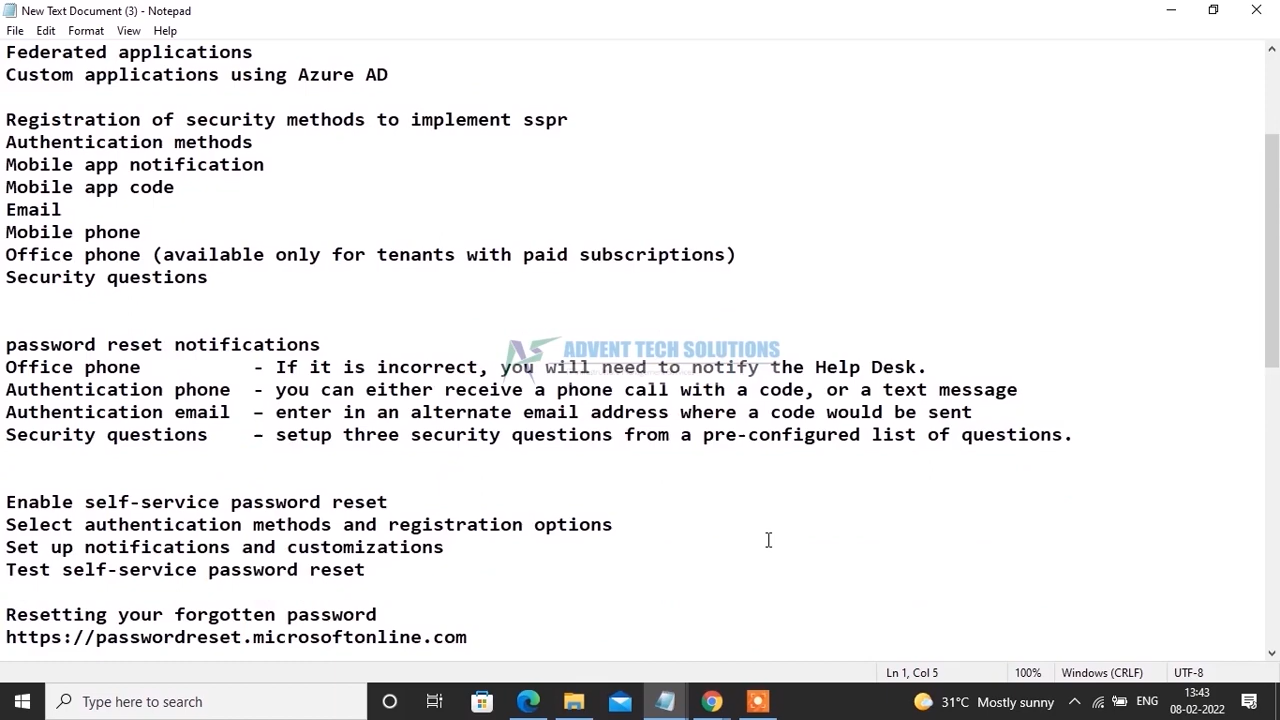 New Text Document (3) - Notepad
File Edit Format View Help
Federated applications
Custom applications using Azure AD
Registration of security methods to implement sspr
Authentication methods
Mobile app notification
Mobile app code
Email
Mobile phone
Office phone (available only for tenants with paid subscriptions)
Security questions
password reset notifications
ADVENT TECH SOLUTIONS
Office phone - If it is incorrect, you will need to notify the Help Desk.
Authentication phone - you can either receive a phone call with a code, or a text message
Authentication email – enter in an alternate email address where a code would be sent
Security questions – setup three security questions from a pre-configured list of questions.
Enable self-service password reset
Select authentication methods and registration options
Set up notifications and customizations
Test self-service password reset
Resetting your forgotten password
https://passwordreset.microsoftonline.com
Ln 1, Col 5 100% Windows (CRLF) UTF-8
Type here to search
31°C Mostly sunny ENG 13:43
08-02-2022